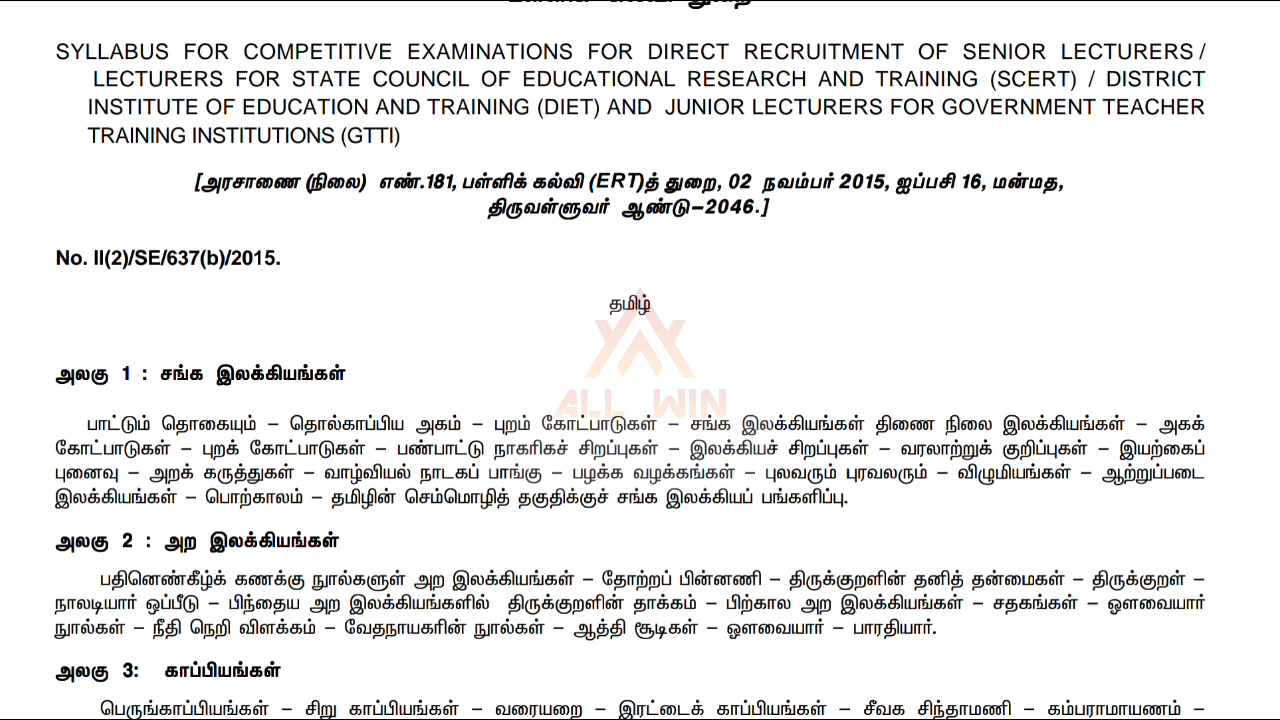 SYLLABUS FOR COMPETITIVE EXAMINATIONS FOR DIRECT RECRUITMENT OF SENIOR LECTURERS /
LECTURERS FOR STATE COUNCIL OF EDUCATIONAL RESEARCH AND TRAINING (SCERT) / DISTRICT
INSTITUTE OF EDUCATION AND TRAINING (DIET) AND JUNIOR LECTURERS FOR GOVERNMENT TEACHER
TRAINING INSTITUTIONS (GTTI)
[அரசாணை (நிலை) எண்.181, பள்ளிக் கல்வி (ERT)த் துறை, 02 நவம்பர் 2015, ஐப்பசி 16, மன்மத,
திருவள்ளுவர் ஆண்டு–2046.]
No. II(2)/SE/637(b)/2015.
தமிழ்
ALL WIN
அலகு 1 : சங்க இலக்கியங்கள்
பாட்டும் தொகையும் – தொல்காப்பிய அகம் – புறம் கோட்பாடுகள் – சங்க இலக்கியங்கள் திணை நிலை இலக்கியங்கள் – அகக்
கோட்பாடுகள் – புறக் கோட்பாடுகள் – பண்பாட்டு நாகரிகச் சிறப்புகள் – இலக்கியச் சிறப்புகள் – வரலாற்றுக் குறிப்புகள் – இயற்கைப்
புனைவு – அறக் கருத்துகள் – வாழ்வியல் நாடகப் பாங்கு – பழக்க வழக்கங்கள் – புலவரும் புரவலரும் – விழுமியங்கள் – ஆற்றுப்படை
இலக்கியங்கள் – பொற்காலம் – தமிழின் செம்மொழித் தகுதிக்குச் சங்க இலக்கியப் பங்களிப்பு.
அலகு 2 : அற இலக்கியங்கள்
பதினெண்கீழ்க் கணக்கு நூல்களுள் அற இலக்கியங்கள் – தோற்றப் பின்னணி – திருக்குறளின் தனித் தன்மைகள் – திருக்குறள் –
நாலடியார் ஒப்பீடு – பிந்தைய அற இலக்கியங்களில் திருக்குறளின் தாக்கம் – பிற்கால அற இலக்கியங்கள் – சதகங்கள் – ஔவையார்
நூல்கள் – நீதி நெறி விளக்கம் – வேதநாயகரின் நூல்கள் – ஆத்தி சூடிகள் – ஔவையார் – பாரதியார்.
அலகு 3: காப்பியங்கள்
பெருங்காப்பியங்கள் – சிறு காப்பியங்கள் – வரையறை – இரட்டைக் காப்பியங்கள் – சீவக சிந்தாமணி – கம்பராமாயணம் –